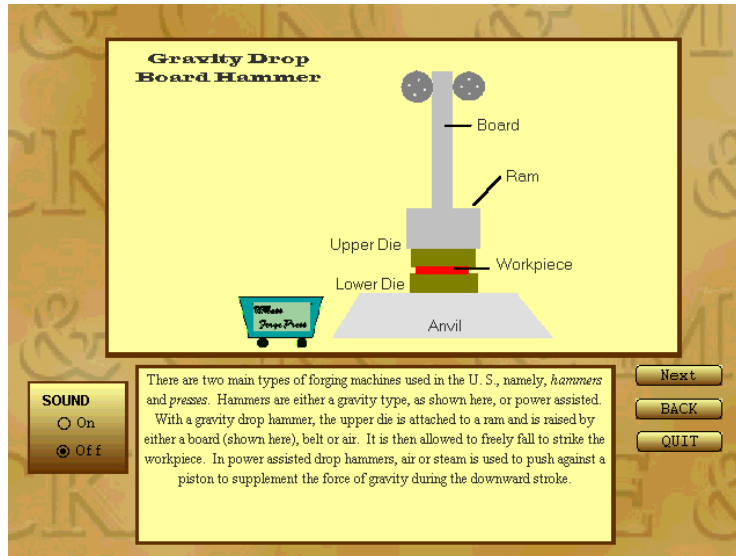 Gravity Drop
Board Hammer
Board
Ram
Upper Die
Workpiece
Lower Die
UMass
Forge Press
Anvil
There are two main types of forging machines used in the U. S., namely, hammers
and presses. Hammers are either a gravity type, as shown here, or power assisted.
With a gravity drop hammer, the upper die is attached to a ram and is raised by
either a board (shown here), belt or air. It is then allowed to freely fall to strike the
workpiece. In power assisted drop hammers, air or steam is used to push against a
piston to supplement the force of gravity during the downward stroke.
SOUND
On
Off
Next
BACK
QUIT